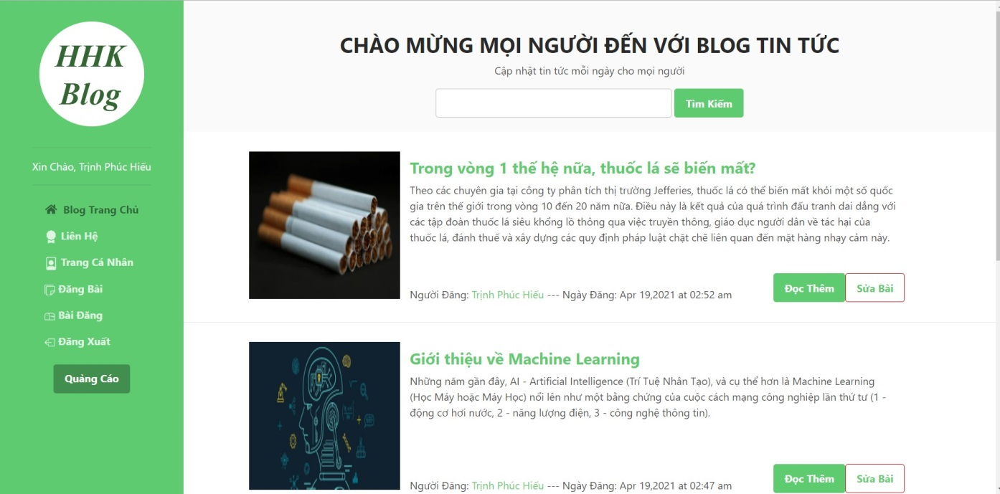 HHK
Blog
Xin Chào, Trịnh Phúc Hiếu
Blog Trang Chủ
Liên Hệ
Trang Cá Nhân
Đăng Bài
Bài Đăng
Đăng Xuất
Quảng Cáo
CHÀO MỪNG MỌI NGƯỜI ĐẾN VỚI BLOG TIN TỨC
Cập nhật tin tức mỗi ngày cho mọi người
Tìm Kiếm
Trong vòng 1 thế hệ nữa, thuốc lá sẽ biến mất?
Theo các chuyên gia tại công ty phân tích thị trường Jefferies, thuốc lá có thể biến mất khỏi một số quốc
gia trên thế giới trong vòng 10 đến 20 năm nữa. Điều này là kết quả của quá trình đấu tranh dai dẳng với
các tập đoàn thuốc lá siêu khổng lồ thông qua việc truyền thông, giáo dục người dân về tác hại của
thuốc lá, đánh thuế và xây dựng các quy định pháp luật chặt chẽ liên quan đến mặt hàng nhạy cảm này.
Người Đăng: Trịnh Phúc Hiếu --- Ngày Đăng: Apr 19,2021 at 02:52 am
Đọc Thêm
Sửa Bài
Giới thiệu về Machine Learning
Những năm gần đây, AI - Artificial Intelligence (Trí Tuệ Nhân Tạo), và cụ thể hơn là Machine Learning
(Học Máy hoặc Máy Học) nổi lên như một bằng chứng của cuộc cách mạng công nghiệp lần thứ tư (1 -
động cơ hơi nước, 2 - năng lượng điện, 3 - công nghệ thông tin).
Người Đăng: Trịnh Phúc Hiếu --- Ngày Đăng: Apr 19,2021 at 02:47 am
Đọc Thêm
Sửa Bài